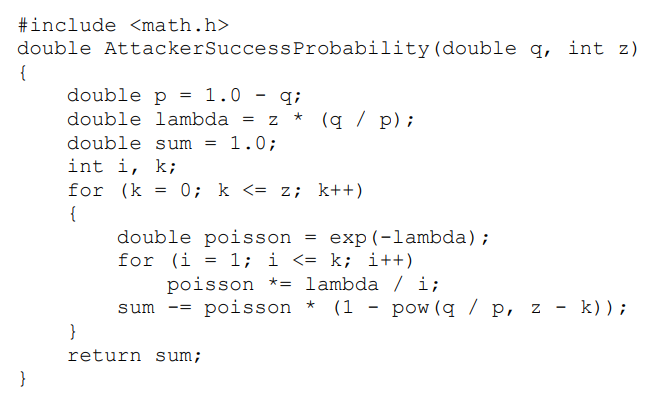 #include <math.h>
double AttackerSuccessProbability(double q, int z)
{
    double p = 1.0 - q;
    double lambda = z * (q / p);
    double sum = 1.0;
    int i, k;
    for (k = 0; k <= z; k++)
    {
        double poisson = exp(-lambda);
        for (i = 1; i <= k; i++)
            poisson *= lambda / i;
        sum -= poisson * (1 - pow(q / p, z - k));
    }
    return sum;
}